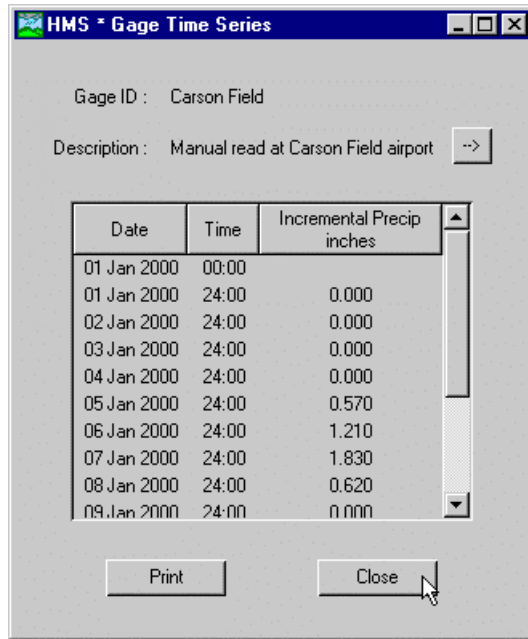 HMS * Gage Time Series
Gage ID : Carson Field
Description : Manual read at Carson Field airport -->
Date Time Incremental Precip
inches
01 Jan 2000 00:00
01 Jan 2000 24:00 0.000
02 Jan 2000 24:00 0.000
03 Jan 2000 24:00 0.000
04 Jan 2000 24:00 0.000
05 Jan 2000 24:00 0.570
06 Jan 2000 24:00 1.210
07 Jan 2000 24:00 1.830
08 Jan 2000 24:00 0.620
09 Jan 2000 24:00 0.000
Print Close